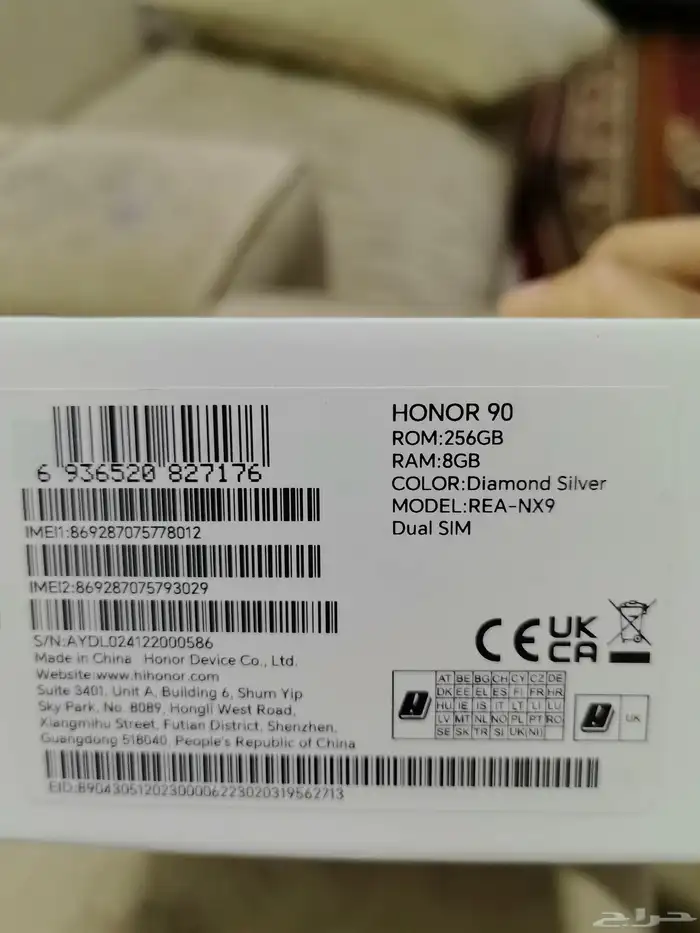 6 936520 827176
IMEI1:869287075778012
IMEI2:869287075793029
S/N:AYDL024122000586
Made in China Honor Device Co., Ltd.
Website:www.hihonor.com
Suite 3401, Unit A, Building 6, Shum Yip
Sky Park, No. 8089, Hongli West Road,
Xiangmihu Street, Futian District, Shenzhen,
Guangdong 518040, People's Republic of China
EID:89043051202300006223020319562713
HONOR 90
ROM:256GB
RAM:8GB
COLOR:Diamond Silver
MODEL:REA-NX9
Dual SIM
CE UK
CA
AT BE BG CH CY CZ DE
DK EE EL ES FI FR HR
HU IE IS IT LT LI LU
LV MT NL NO PL PT RO
SE SK TR SI UK(NI)
UK
حراج